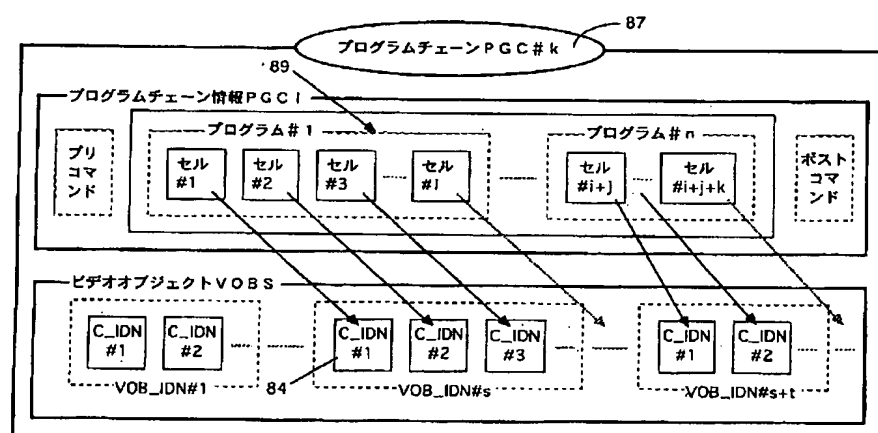 プログラムチェーンPGC#k
87
89
プログラムチェーン情報PGCI
プログラム#1
プログラム#n
プリ
コマ
ンド
セル
#1
セル
#2
セル
#3
セル
#i
セル
#i+j
セル
#i+j+k
ポスト
コマ
ンド
ビデオオブジェクトVOBS
C_IDN
#1
C_IDN
#2
C_IDN
#1
C_IDN
#2
C_IDN
#3
C_IDN
#1
C_IDN
#2
VOB_IDN#1
84
VOB_IDN#s
VOB_IDN#s+t